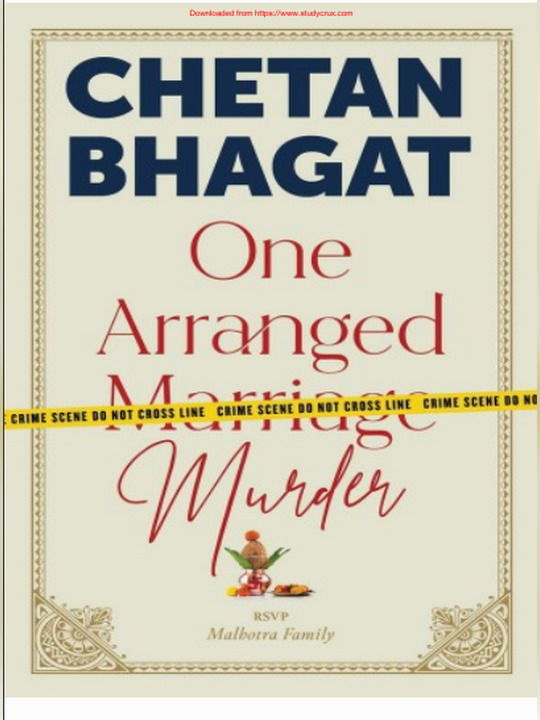 Downloaded from https://www.studycrux.com
CHETAN
BHAGAT
One
Arranged
Marriage
E CRIME SCENE DO NOT CROSS LINE CRIME SCENE DO NOT CROSS LINE CRIME SCENE DO NO
Murder
RSVP
Malhotra Family